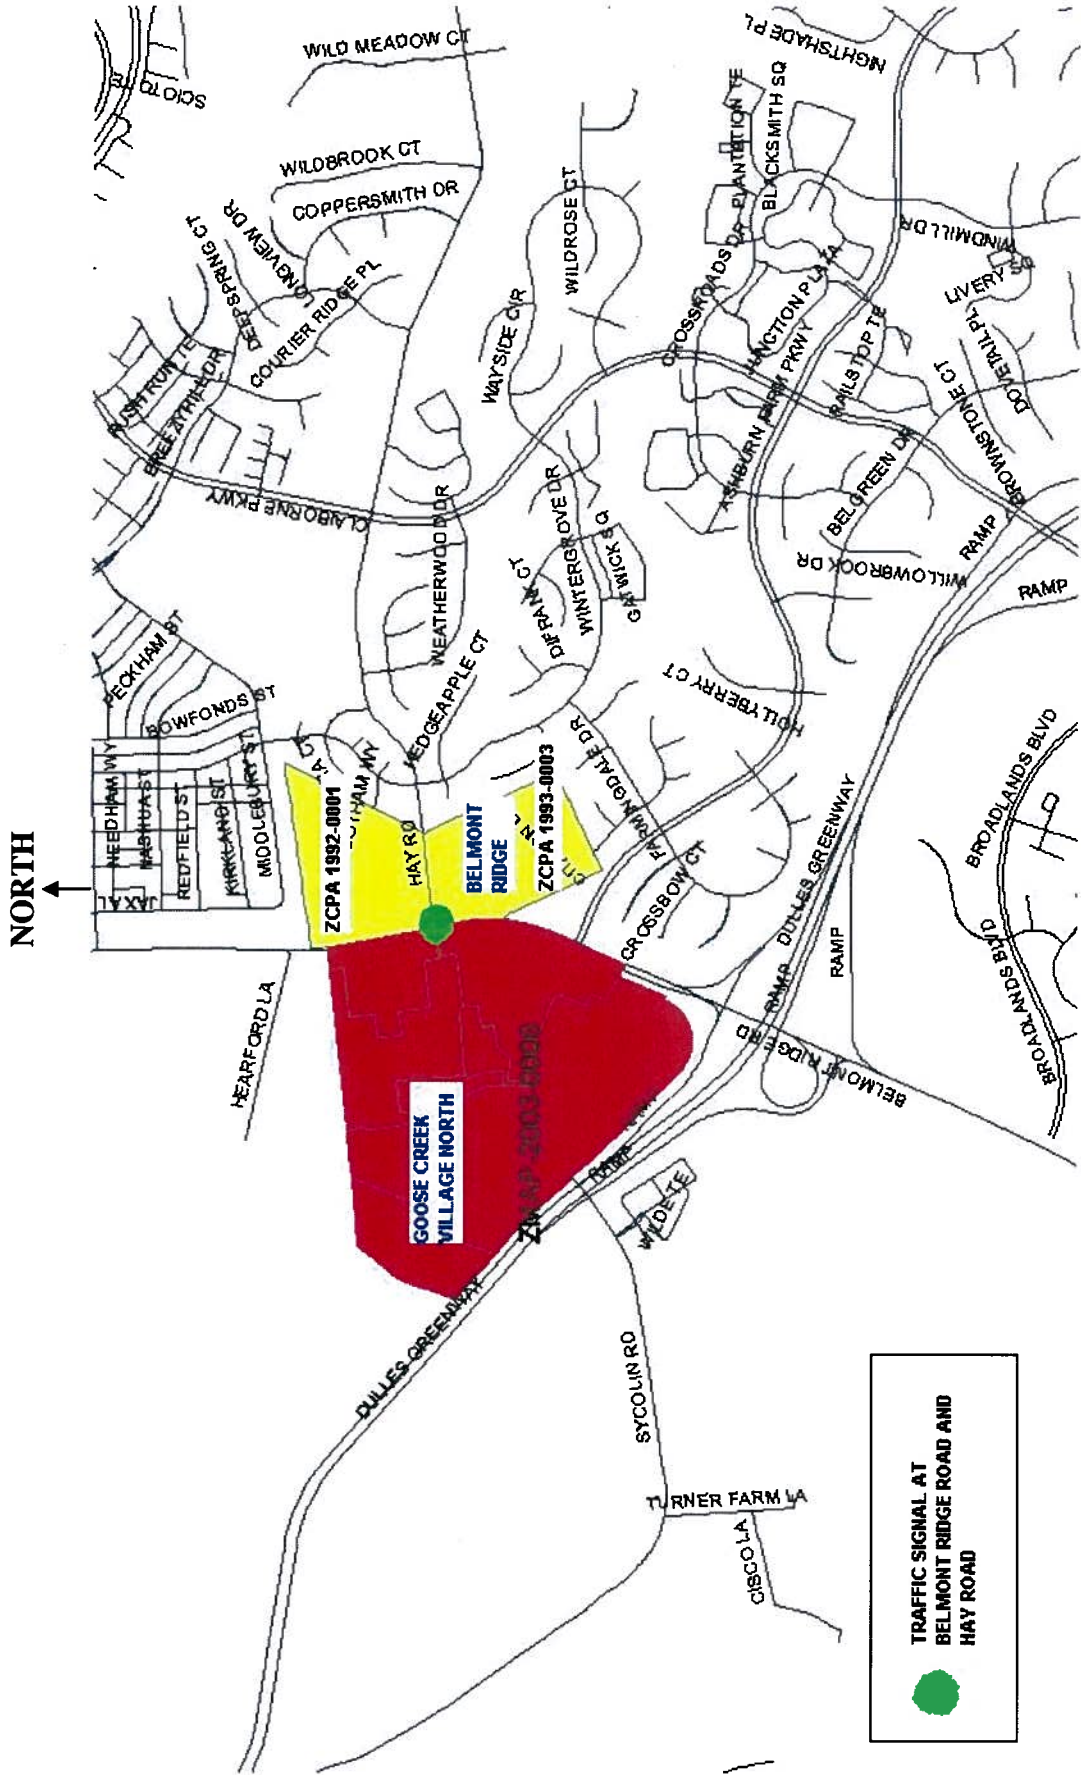 NORTH
WILD MEADOW CT
NIGHTSHADE PL
SCIOTO
WILDBROOK CT
COPPERSMITH DR
LONGVIEW DR
DEEPSPRING CT
COURIER RIDGE PL
PLANTATION TE
BLACKSMITH SQ
WILDROSE CT
WAYSIDE CIR
CROSSROADS DR
JUNCTION PLAZA
WINDMILL DR
LIVERY SQ
BREEZYHILL DR
ASHBURN FARM PKWY
RAILSTOP TE
DOVETAIL PL
BROWNSTONE CT
CLAIBORNE PKWY
BELGREEN DR
WEATHERWOOD DR
WINTERGROVE DR
GATWICK SQ
WILLOWBROOK DR
RAMP
RAMP
PECKHAM ST
BOWFONDS ST
HEDGEAPPLE CT
HOLLYBERRY CT
NEEDHAM WY
NASHUA ST
REDFIELD ST
KIRKLAND ST
MIDDLEBURY ST
FARMINGDALE DR
ZCPA 1992-0001
HAY RD
BELMONT
RIDGE
ZCPA 1993-0003
CROSSBOW CT
DULLES GREENWAY
BROADLANDS BLVD
HEARFORD LA
RAMP
RAMP
BELMONT RIDGE RD
BROADLANDS BLVD
GOOSE CREEK
VILLAGE NORTH
ZMAP-2003-0008
RAMP
WILDE TE
DULLES GREENWAY
SYCOLIN RD
TURNER FARM LA
CISCO LA
TRAFFIC SIGNAL AT
BELMONT RIDGE ROAD AND
HAY ROAD